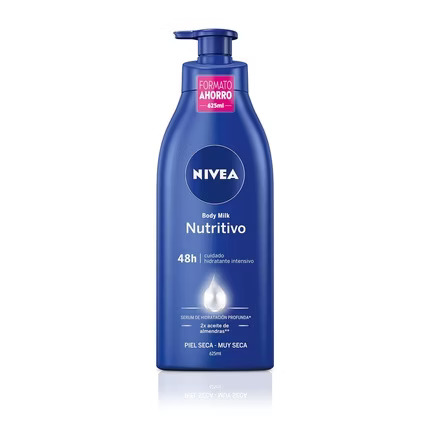 FORMATO
AHORRO
625ml
NIVEA
Body Milk
Nutritivo
48h
cuidado
hidratante intensivo
SERUM DE HIDRATACIÓN PROFUNDA*
2x aceite de
almendras**
PIEL SECA - MUY SECA
625ml